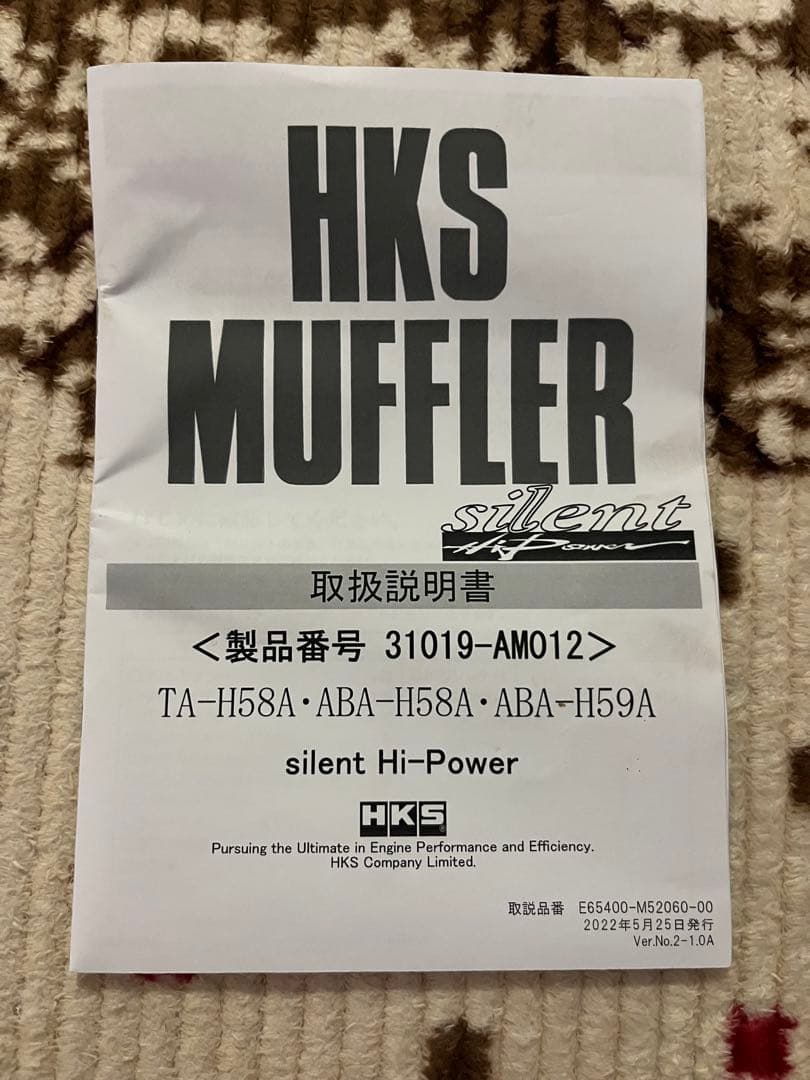 HKS
MUFFLER
silent
Hi Power
取扱説明書
＜製品番号 31019-AM012＞
TA-H58A・ABA-H58A・ABA-H59A
silent Hi-Power
HKS
Pursuing the Ultimate in Engine Performance and Efficiency.
HKS Company Limited.
取説品番 E65400-M52060-00
2022年5月25日発行
Ver.No.2-1.0A